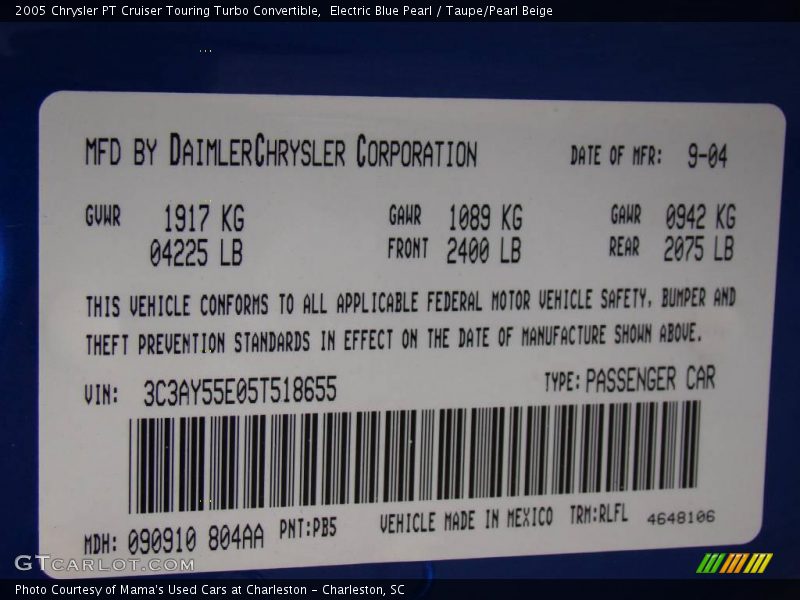 2005 Chrysler PT Cruiser Touring Turbo Convertible,  Electric Blue Pearl / Taupe/Pearl Beige
MFD BY DAIMLERCHRYSLER CORPORATION DATE OF MFR: 9-04
GVWR 1917 KG GAWR 1089 KG GAWR 0942 KG
04225 LB FRONT 2400 LB REAR 2075 LB
THIS VEHICLE CONFORMS TO ALL APPLICABLE FEDERAL MOTOR VEHICLE SAFETY, BUMPER AND
THEFT PREVENTION STANDARDS IN EFFECT ON THE DATE OF MANUFACTURE SHOWN ABOVE.
VIN: 3C3AY55E05T518655 TYPE: PASSENGER CAR
MDH: 090910 804AA PNT:PB5 VEHICLE MADE IN MEXICO TRM:RLFL 4648106
GTCARLOT.COM
Photo Courtesy of Mama's Used Cars at Charleston - Charleston, SC